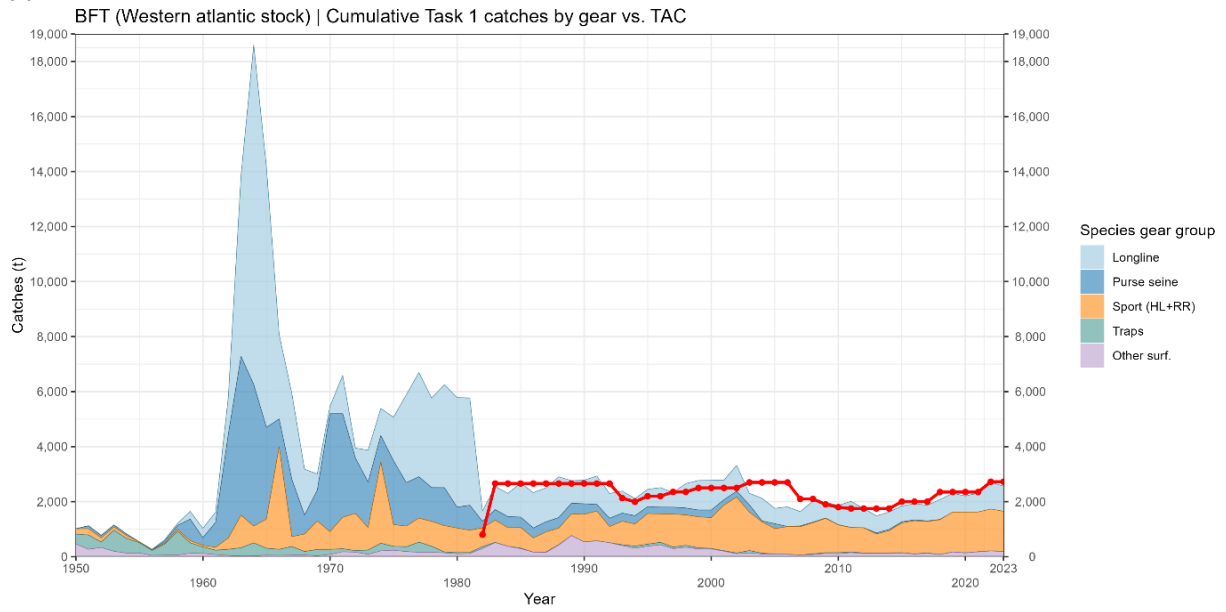 BFT (Western atlantic stock) | Cumulative Task 1 catches by gear vs. TAC
19,000
18,000
16,000
14,000
12,000
10,000
8,000
6,000
4,000
2,000
0
Catches (t)
19,000
18,000
16,000
14,000
12,000
10,000
8,000
6,000
4,000
2,000
0
1950 1960 1970 1980 1990 2000 2010 2020 2023
Year
Species gear group
Longline
Purse seine
Sport (HL+RR)
Traps
Other surf.